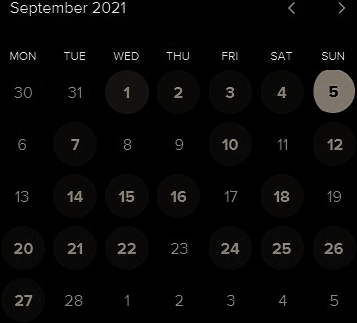 September 2021
MON TUE WED THU FRI SAT SUN
30 31 1 2 3 4 5
6 7 8 9 10 11 12
13 14 15 16 17 18 19
20 21 22 23 24 25 26
27 28 1 2 3 4 5